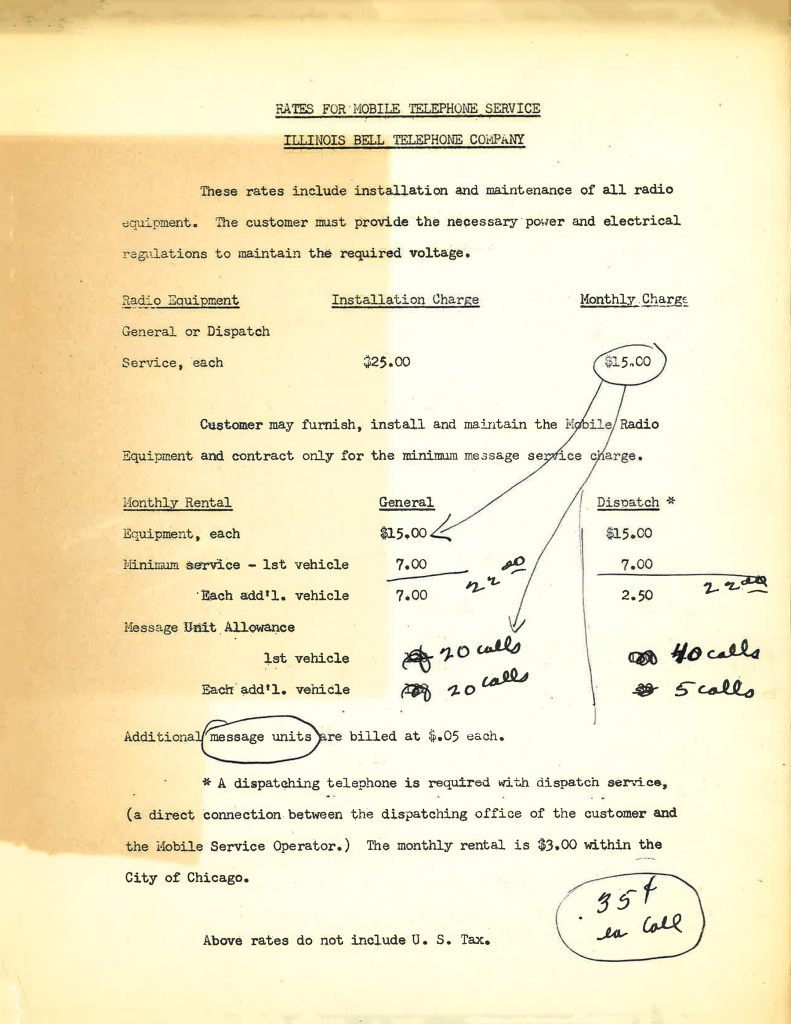 RATES FOR MOBILE TELEPHONE SERVICE
ILLINOIS BELL TELEPHONE COMPANY
These rates include installation and maintenance of all radio
equipment. The customer must provide the necessary power and electrical
regulations to maintain the required voltage.
Radio Equipment Installation Charge Monthly Charge
General or Dispatch
Service, each $25.00 $15.00
Customer may furnish, install and maintain the Mobile Radio
Equipment and contract only for the minimum message service charge.
Monthly Rental General Dispatch *
Equipment, each $15.00 $15.00
Minimum service - 1st vehicle 7.00 22 00 7.00 22 00
Each add'l. vehicle 7.00 2.50
Message Unit Allowance
1st vehicle 20 calls 40 calls
Each add'l. vehicle 20 calls 5 calls
Additional message units are billed at $.05 each.
* A dispatching telephone is required with dispatch service,
(a direct connection between the dispatching office of the customer and
the Mobile Service Operator.) The monthly rental is $3.00 within the
City of Chicago.
.35¢
ea Call
Above rates do not include U. S. Tax.